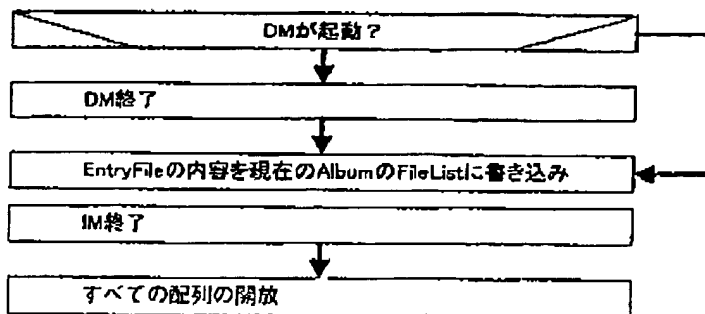 DMが起動？
DM終了
EntryFileの内容を現在のAlbumのFileListに書き込み
IM終了
すべての配列の開放